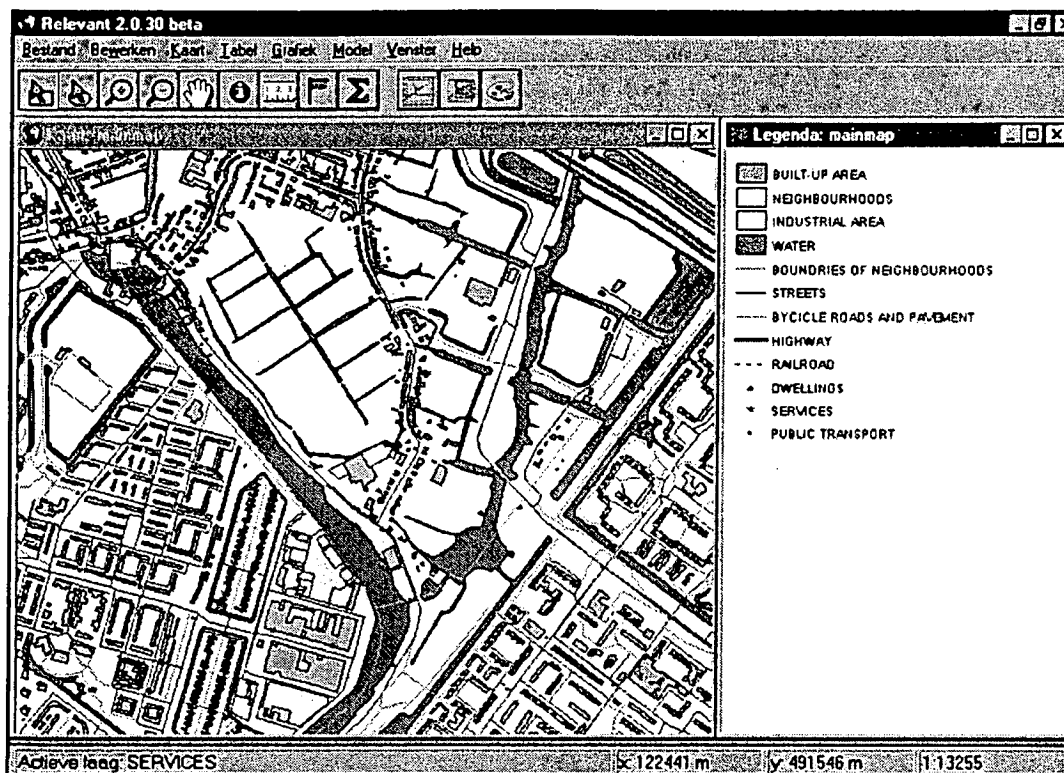 Relevant 2.0.30 beta
Bestand Bewerken Kaart Tabel Grafiek Model Venster Help
mainmap
Legenda: mainmap
BUILT-UP AREA
NEIGHBOURHOODS
INDUSTRIAL AREA
WATER
BOUNDRIES OF NEIGHBOURHOODS
STREETS
BYCICLE ROADS AND PAVEMENT
HIGHWAY
RAILROAD
DWELLINGS
SERVICES
PUBLIC TRANSPORT
Actieve laag: SERVICES
x: 122441 m
y: 491546 m
1:13255